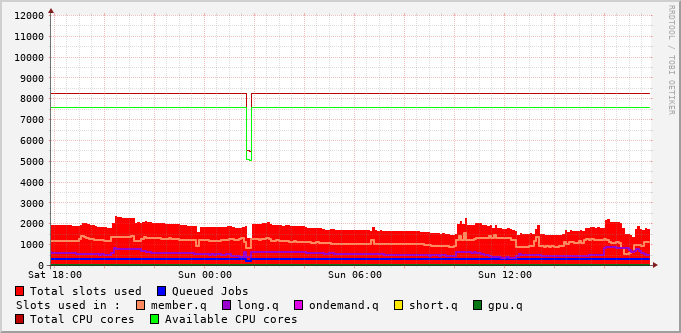 12000
11000
10000
9000
8000
7000
6000
5000
4000
3000
2000
1000
0
Sat 18:00 Sun 00:00 Sun 06:00 Sun 12:00
Total slots used Queued Jobs
Slots used in : member.q long.q ondemand.q short.q gpu.q
Total CPU cores Available CPU cores
RRDTOOL / TOBI OETIKER